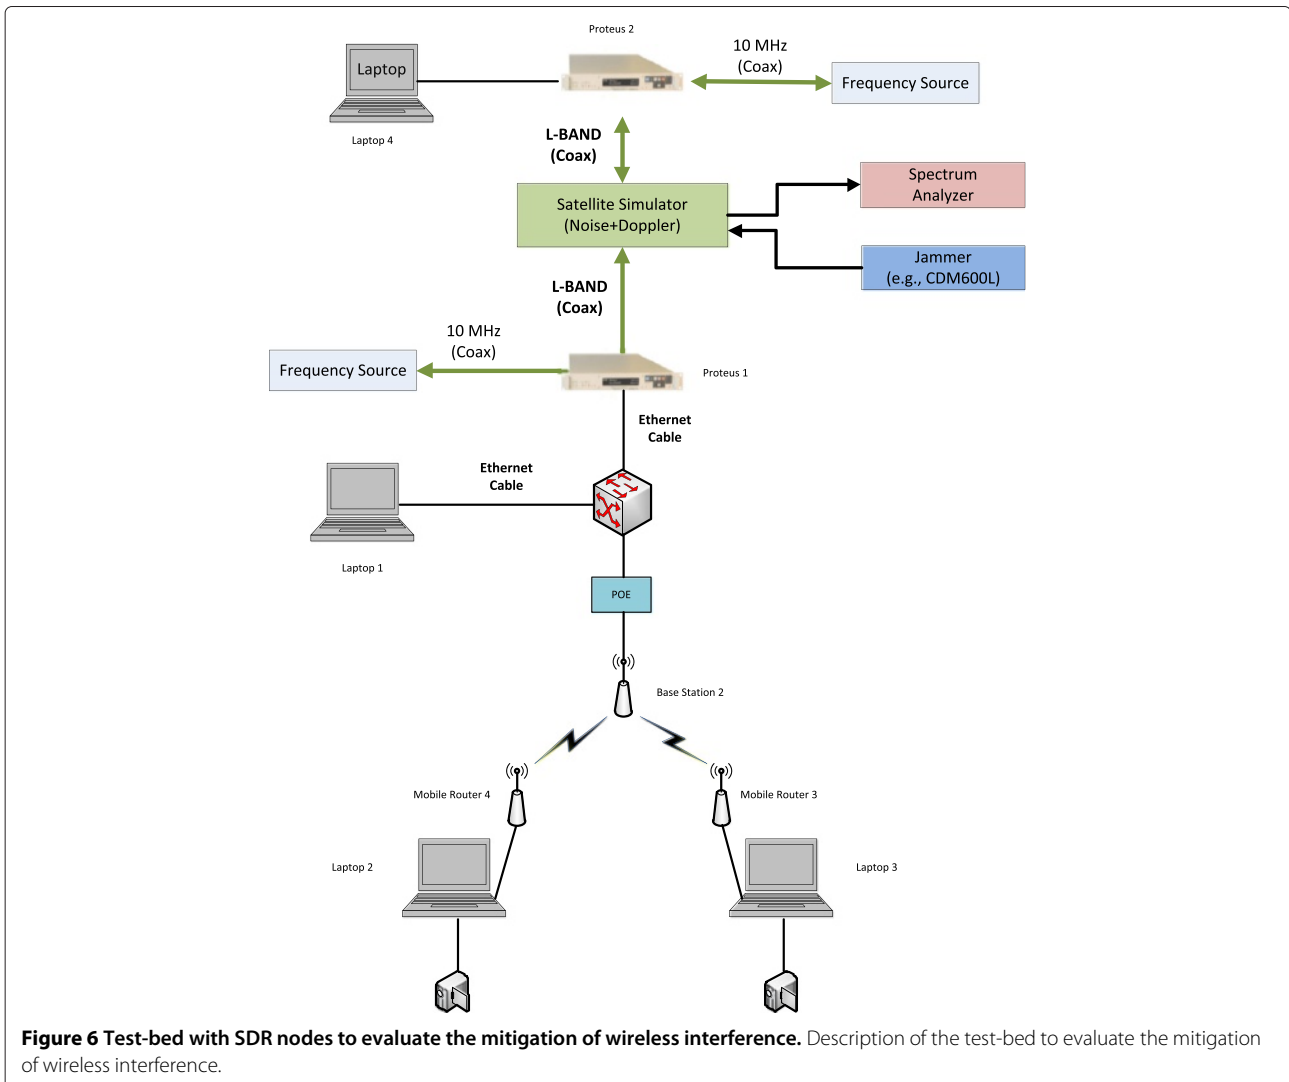 Proteus 2
10 MHz
(Coax)
Laptop
Frequency Source
Laptop 4
L-BAND
(Coax)
Spectrum
Analyzer
Satellite Simulator
(Noise+Doppler)
Jammer
(e.g., CDM600L)
L-BAND
(Coax)
10 MHz
(Coax)
Frequency Source
Proteus 1
Ethernet
Cable
Ethernet
Cable
Laptop 1
POE
Base Station 2
Mobile Router 4
Mobile Router 3
Laptop 2
Laptop 3
Figure 6 Test-bed with SDR nodes to evaluate the mitigation of wireless interference. Description of the test-bed to evaluate the mitigation
of wireless interference.